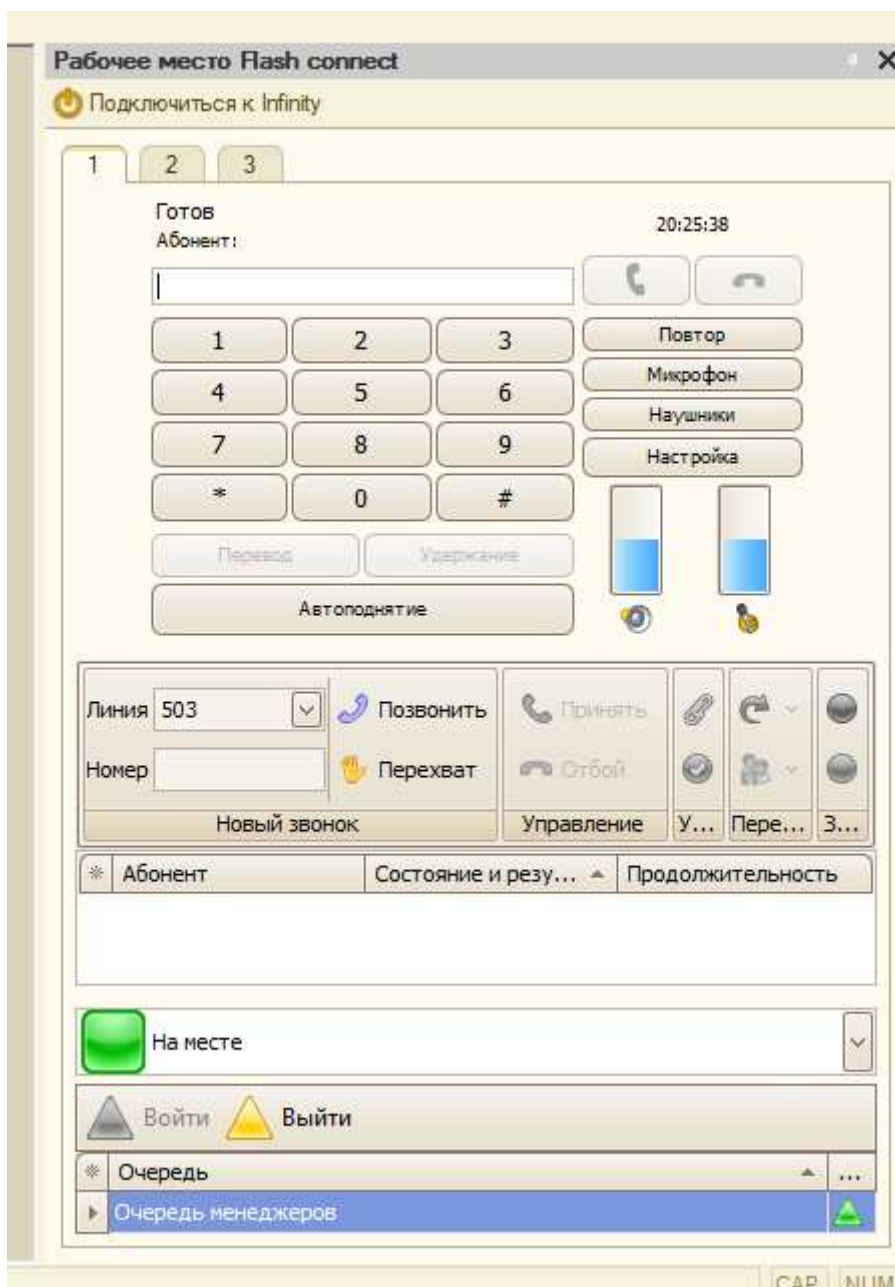 Рабочее место Flash connect
Подключиться к Infinity
1 2 3
Готов
20:25:38
Абонент:
1 2 3 Повтор
Микрофон
4 5 6 Наушники
7 8 9 Настройка
* 0 #
Перевод Удержание
Автоподнятие
Линия 503 Позвонить Принять
Номер Перехват Отбой
Новый звонок Управление У... Пере... З...
Абонент Состояние и резу... Продолжительность
На месте
Войти Выйти
Очередь ...
Очередь менеджеров
CAP NUM